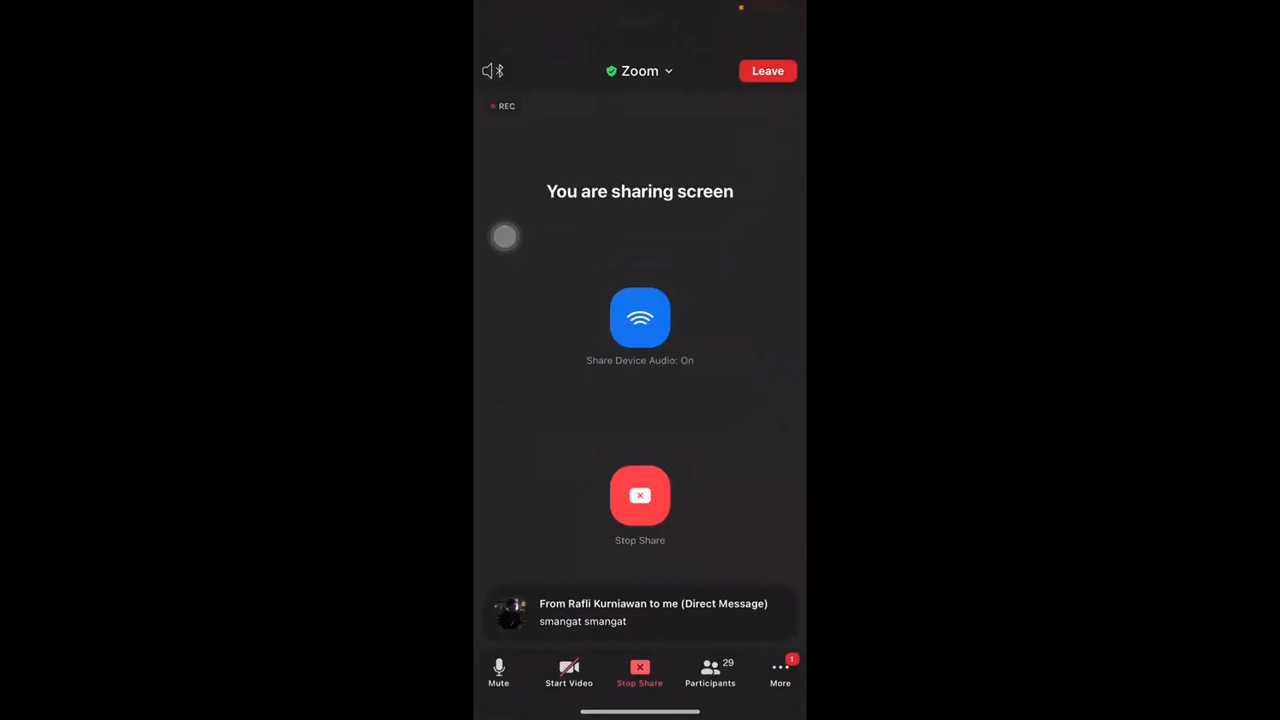 Zoom
Leave
REC
You are sharing screen
Share Device Audio: On
Stop Share
From Rafli Kurniawan to me (Direct Message)
smangat smangat
29
1
Mute
Start Video
Stop Share
Participants
More